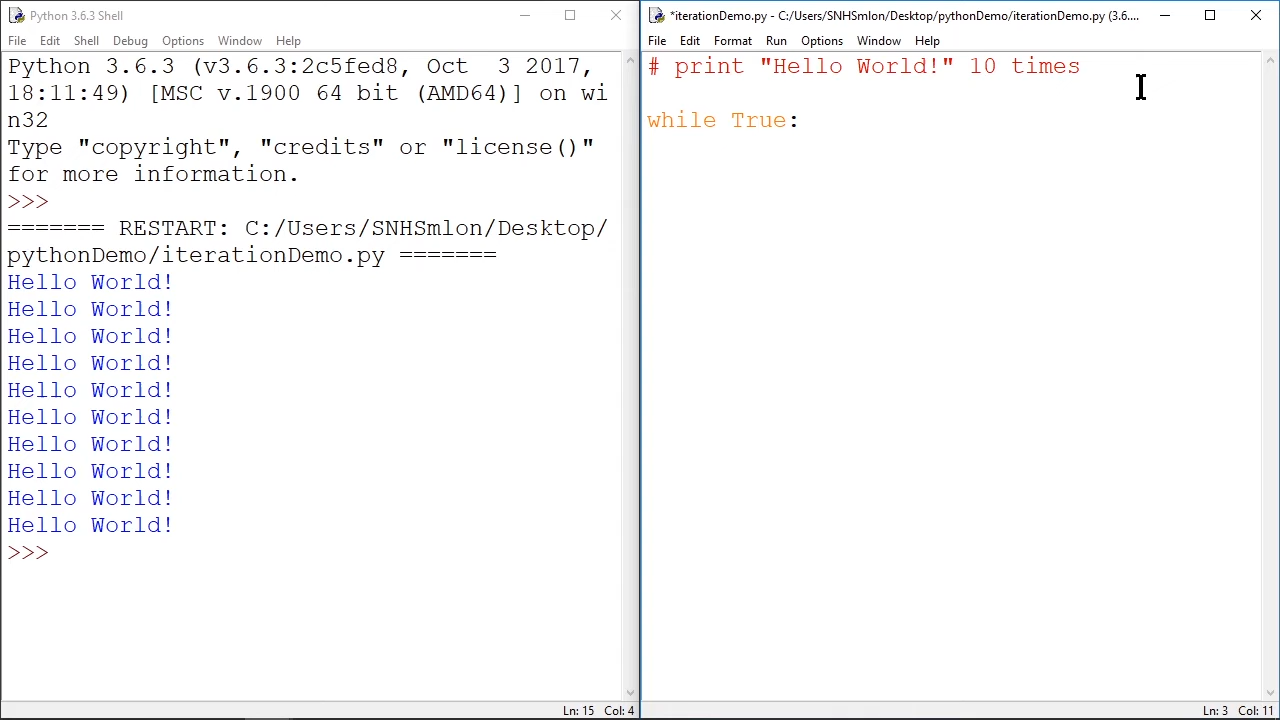 Python 3.6.3 Shell
File Edit Shell Debug Options Window Help
Python 3.6.3 (v3.6.3:2c5fed8, Oct  3 2017,
18:11:49) [MSC v.1900 64 bit (AMD64)] on wi
n32
Type "copyright", "credits" or "license()"
for more information.
>>>
======= RESTART: C:/Users/SNHSmlon/Desktop/
pythonDemo/iterationDemo.py =======
Hello World!
Hello World!
Hello World!
Hello World!
Hello World!
Hello World!
Hello World!
Hello World!
Hello World!
Hello World!
>>>
Ln: 15 Col: 4
*iterationDemo.py - C:/Users/SNHSmlon/Desktop/pythonDemo/iterationDemo.py (3.6....
File Edit Format Run Options Window Help
# print "Hello World!" 10 times
while True:
Ln: 3 Col: 11